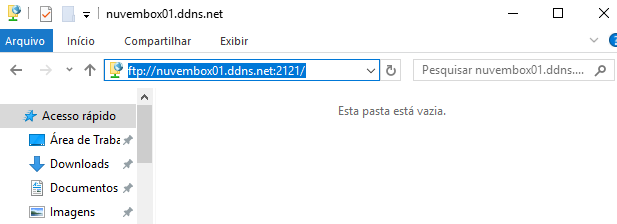 nuvembox01.ddns.net
Arquivo Início Compartilhar Exibir
ftp://nuvembox01.ddns.net:2121/ Pesquisar nuvembox01.ddns....
Acesso rápido Esta pasta está vazia.
Área de Traba
Downloads
Documentos
Imagens